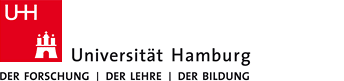 UHH
Universität Hamburg
DER FORSCHUNG | DER LEHRE | DER BILDUNG